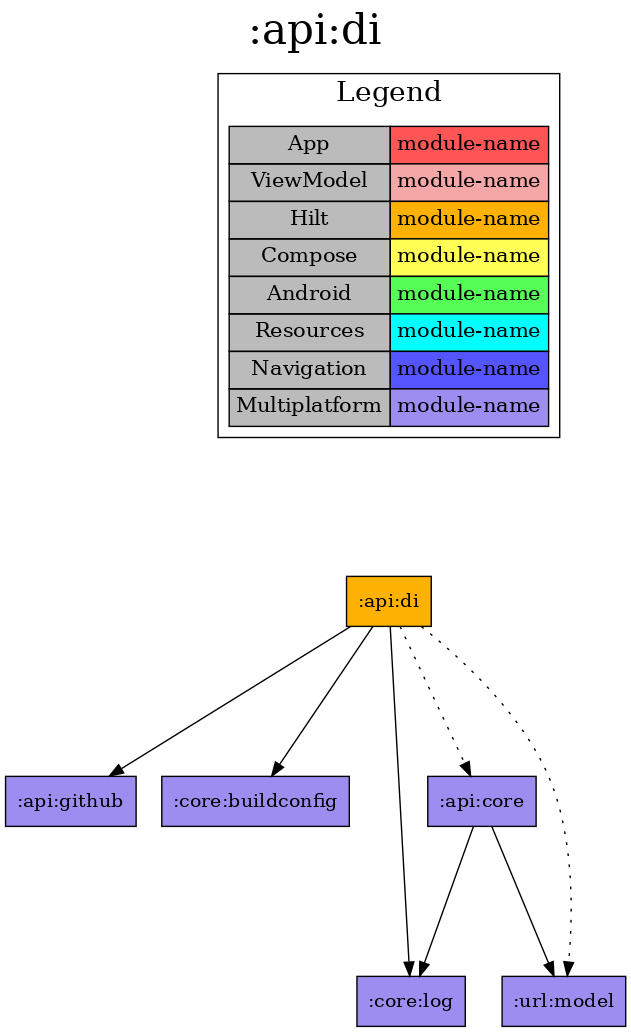 :api:di
Legend
App module-name
ViewModel module-name
Hilt module-name
Compose module-name
Android module-name
Resources module-name
Navigation module-name
Multiplatform module-name
:api:di
:api:github :core:buildconfig :api:core
:core:log :url:model